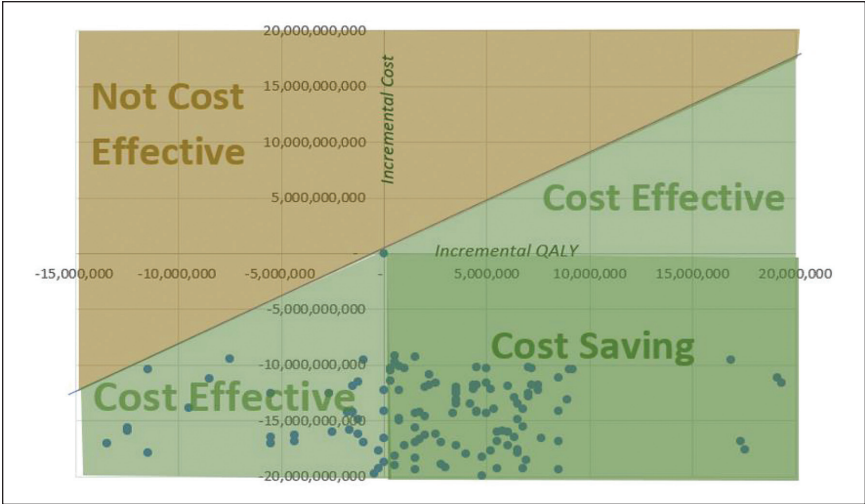 20,000,000,000
Not Cost
15,000,000,000
Incremental Cost
Effective
10,000,000,000
5,000,000,000
Cost Effective
-
Incremental QALY
-15,000,000 -10,000,000 -5,000,000 - 5,000,000 10,000,000 15,000,000 20,000,000
-5,000,000,000
Cost Saving
-10,000,000,000
Cost Effective
-15,000,000,000
-20,000,000,000